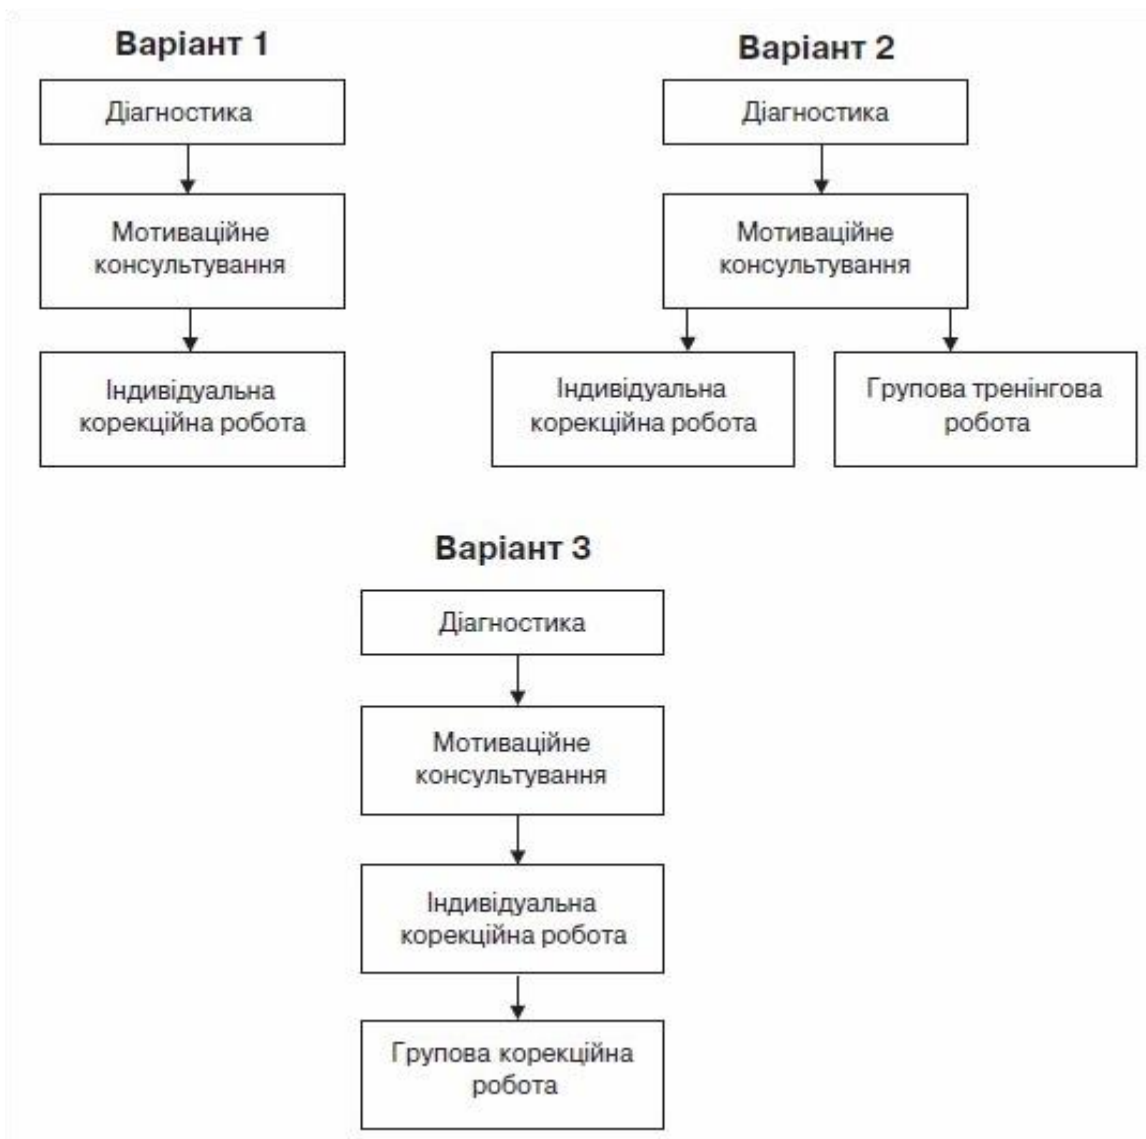 Варіант 1
Діагностика
Мотиваційне
консультування
Індивідуальна
корекційна робота
Варіант 2
Діагностика
Мотиваційне
консультування
Індивідуальна
корекційна робота
Групова тренінгова
робота
Варіант 3
Діагностика
Мотиваційне
консультування
Індивідуальна
корекційна робота
Групова корекційна
робота